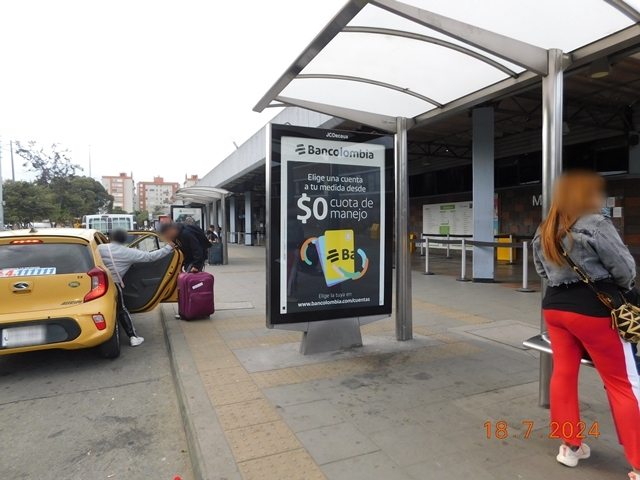 JCDecaux
Bancolombia
Elige una cuenta
a tu medida desde
$0 cuota de
manejo
Ba
Elige la tuya en
www.bancolombia.com/cuentas
M
18 7 2024